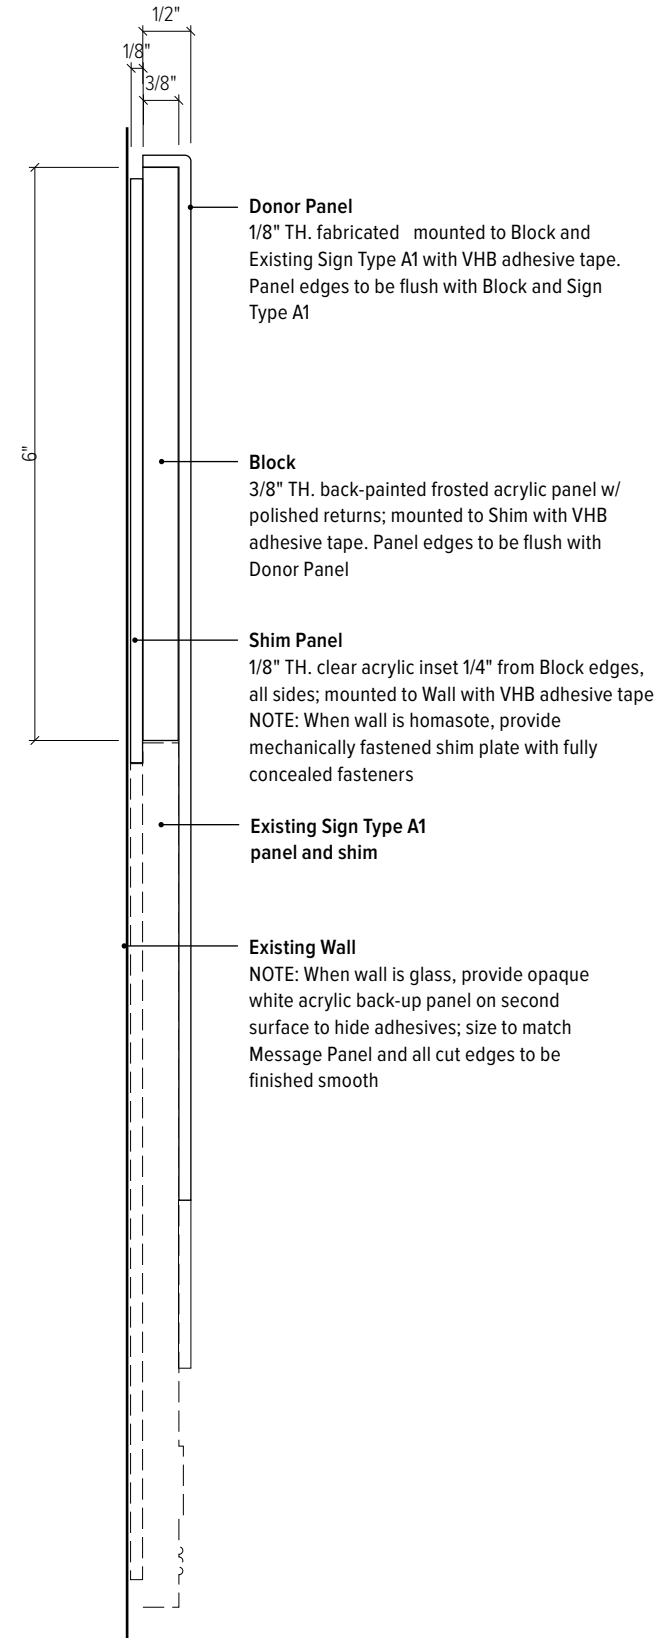 1/2"
1/8"
3/8"
6"
Donor Panel
1/8" TH. fabricated mounted to Block and
Existing Sign Type A1 with VHB adhesive tape.
Panel edges to be flush with Block and Sign
Type A1
Block
3/8" TH. back-painted frosted acrylic panel w/
polished returns; mounted to Shim with VHB
adhesive tape. Panel edges to be flush with
Donor Panel
Shim Panel
1/8" TH. clear acrylic inset 1/4" from Block edges,
all sides; mounted to Wall with VHB adhesive tape
NOTE: When wall is homasote, provide
mechanically fastened shim plate with fully
concealed fasteners
Existing Sign Type A1
panel and shim
Existing Wall
NOTE: When wall is glass, provide opaque
white acrylic back-up panel on second
surface to hide adhesives; size to match
Message Panel and all cut edges to be
finished smooth